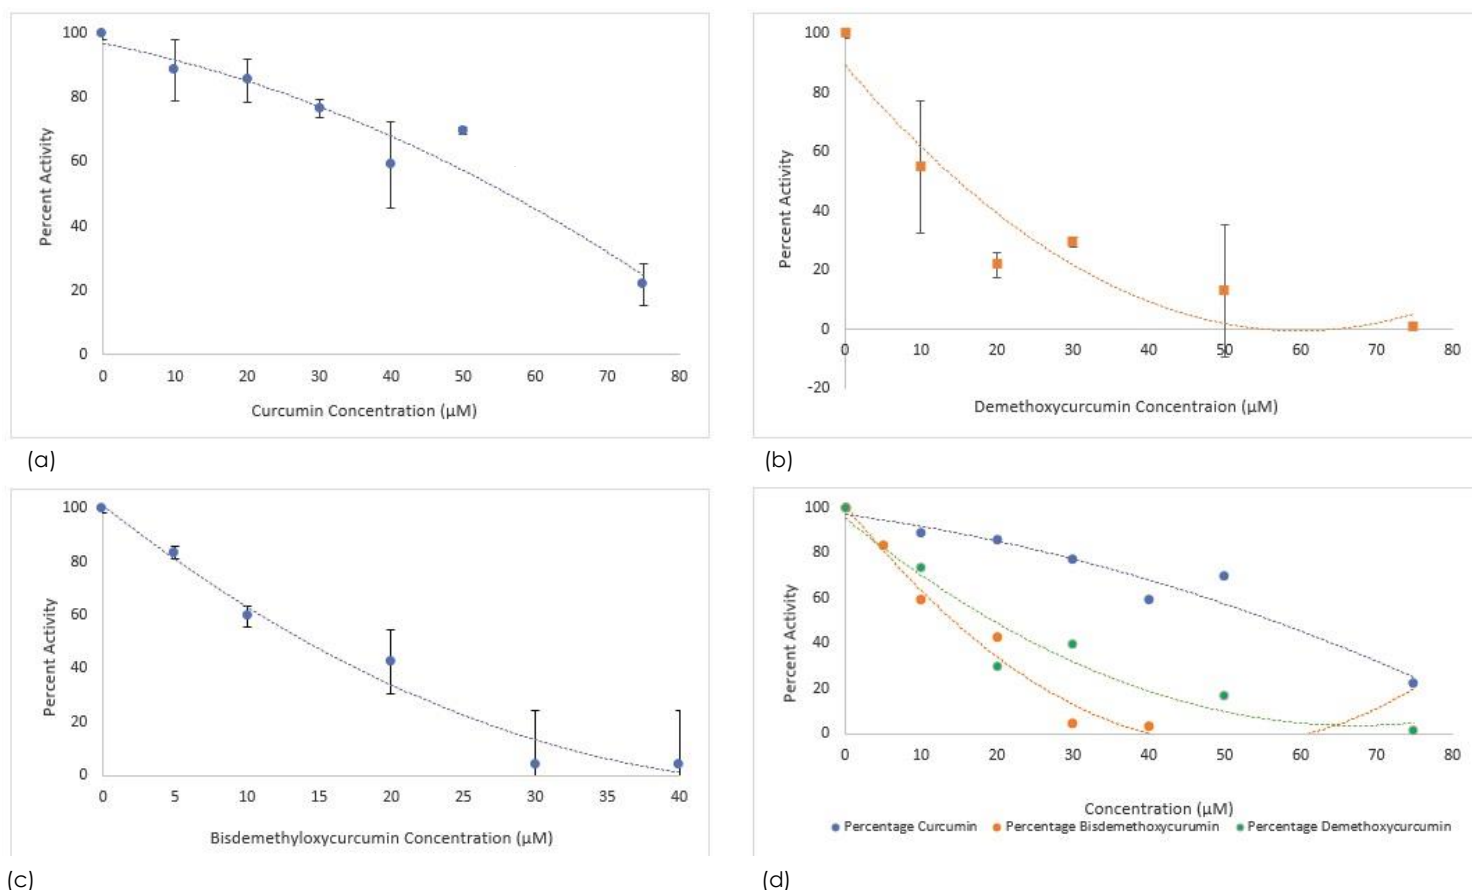 100
80
60
40
20
0
Percent Activity
0 10 20 30 40 50 60 70 80
Curcumin Concentration (µM)
(a)
100
80
60
40
20
0
-20
Percent Activity
0 10 20 30 40 50 60 70 80
Demethoxycurcumin Concentraion (µM)
(b)
100
80
60
40
20
0
Percent Activity
0 5 10 15 20 25 30 35 40
Bisdemethyloxycurcumin Concentration (µM)
(c)
100
80
60
40
20
0
Percent Activity
0 10 20 30 40 50 60 70 80
Concentration (µM)
Percentage Curcumin Percentage Bisdemethoxycurumin Percentage Demethoxycurcumin
(d)